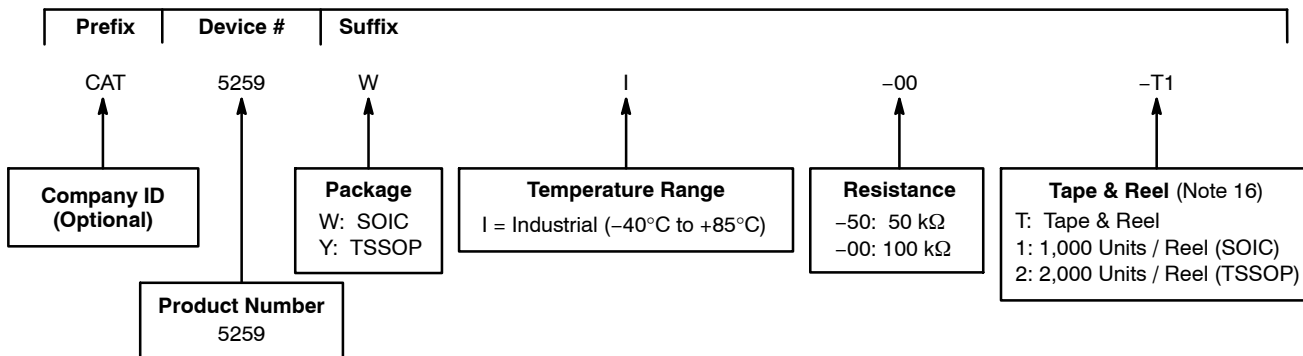 Prefix Device # Suffix
CAT 5259 W I −00 −T1
Company ID
(Optional)
Product Number
5259
Package
W: SOIC
Y: TSSOP
Temperature Range
I = Industrial (−40°C to +85°C)
Resistance
−50: 50 kΩ
−00: 100 kΩ
Tape & Reel (Note 16)
T: Tape & Reel
1: 1,000 Units / Reel (SOIC)
2: 2,000 Units / Reel (TSSOP)